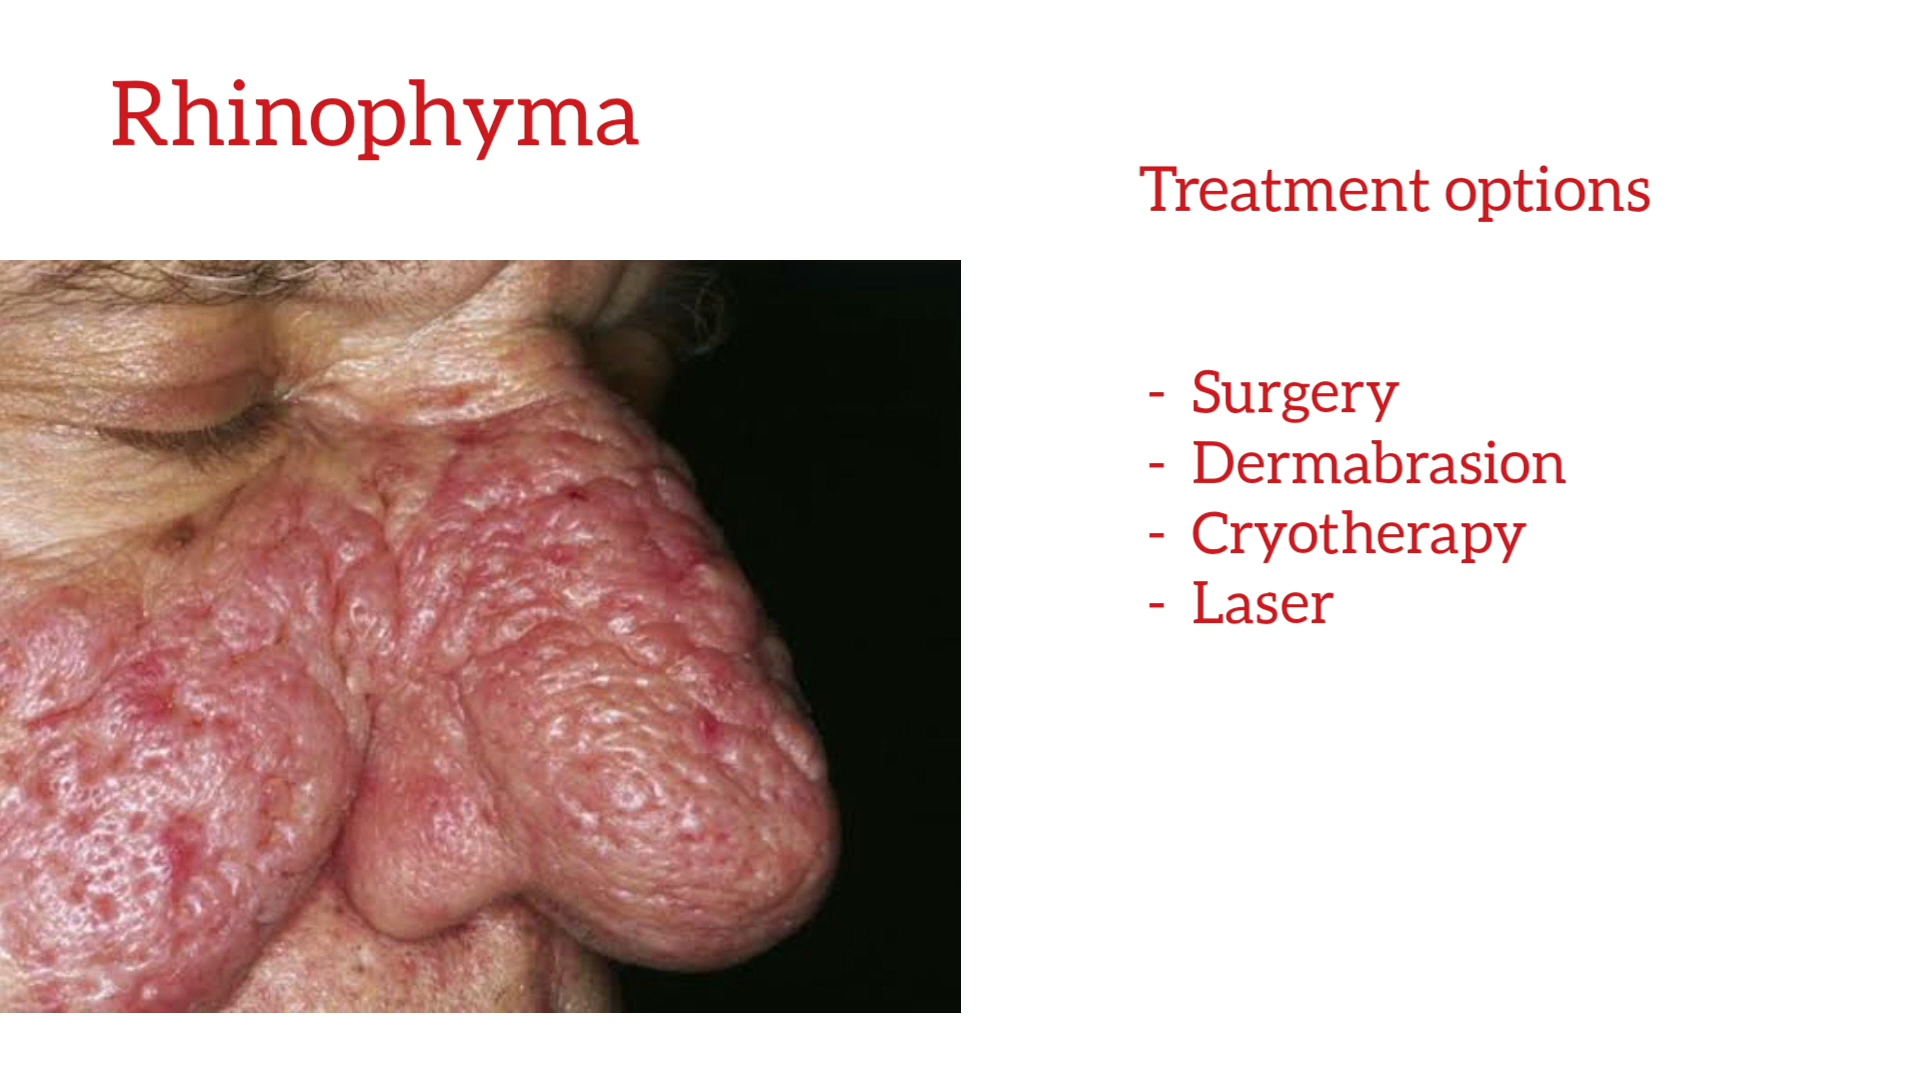 Rhinophyma
Treatment options
- Surgery
- Dermabrasion
- Cryotherapy
- Laser